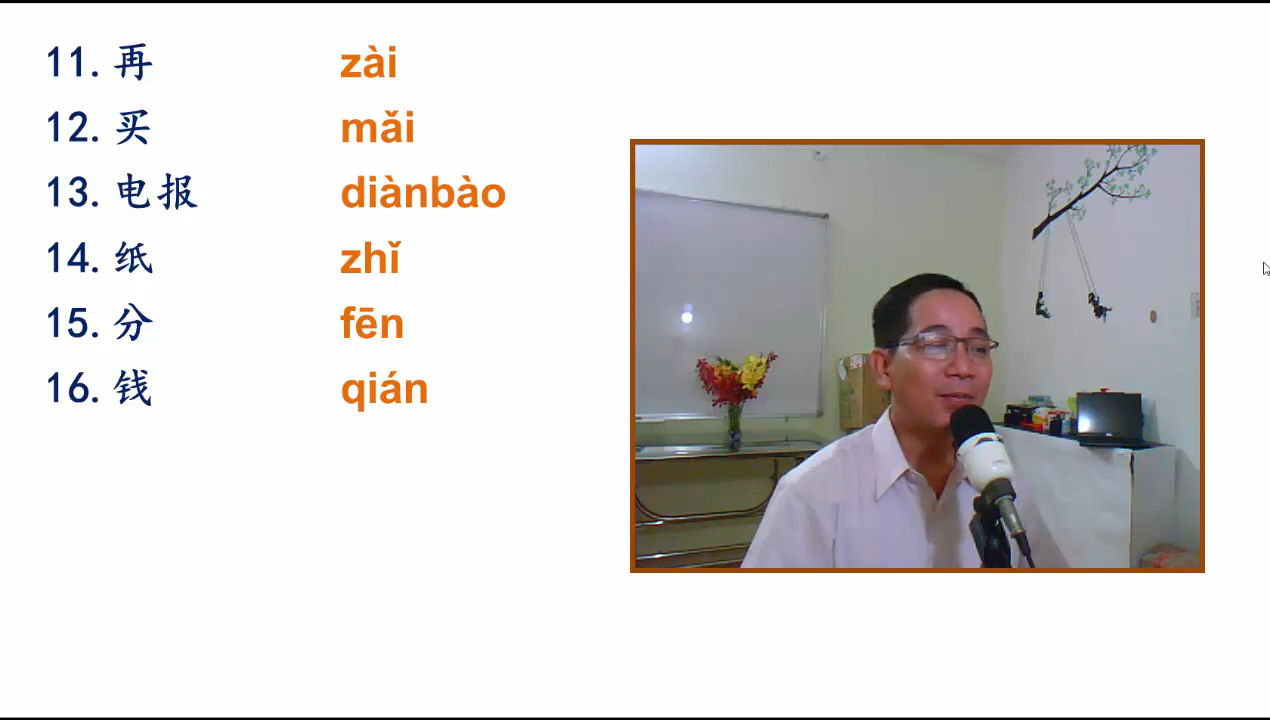 11. 再 zài
12. 买 mǎi
13. 电报 diànbào
14. 纸 zhǐ
15. 分 fēn
16. 钱 qián